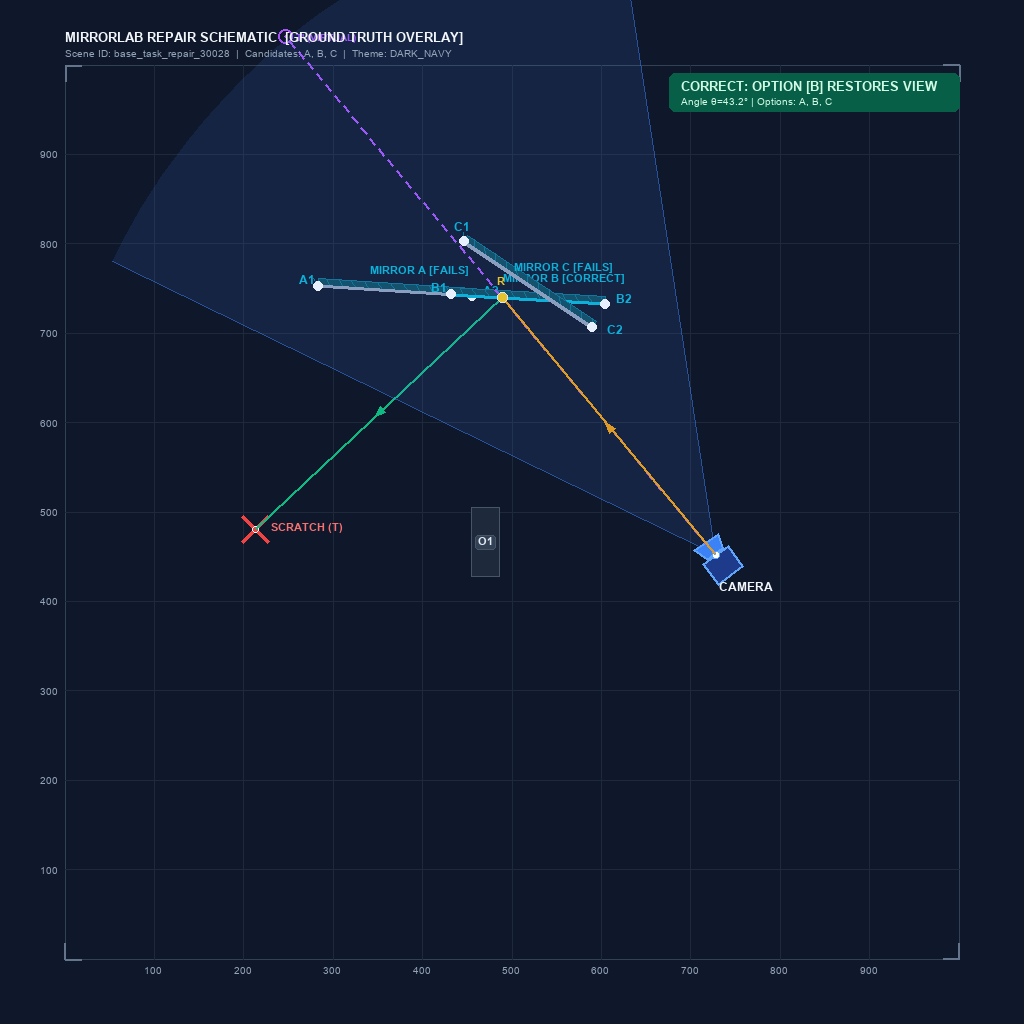 MIRRORLAB REPAIR SCHEMATIC [GROUND TRUTH OVERLAY]
Scene ID: base_task_repair_30028 | Candidates: A, B, C | Theme: DARK_NAVY
CORRECT: OPTION [B] RESTORES VIEW
Angle θ=43.2° | Options: A, B, C
900
C1
800
MIRROR C [FAILS]
MIRROR A [FAILS]
MIRROR B [CORRECT]
A1
R
B1
B2
C2
700
600
500
SCRATCH (T)
O1
CAMERA
400
300
200
100
100 200 300 400 500 600 700 800 900